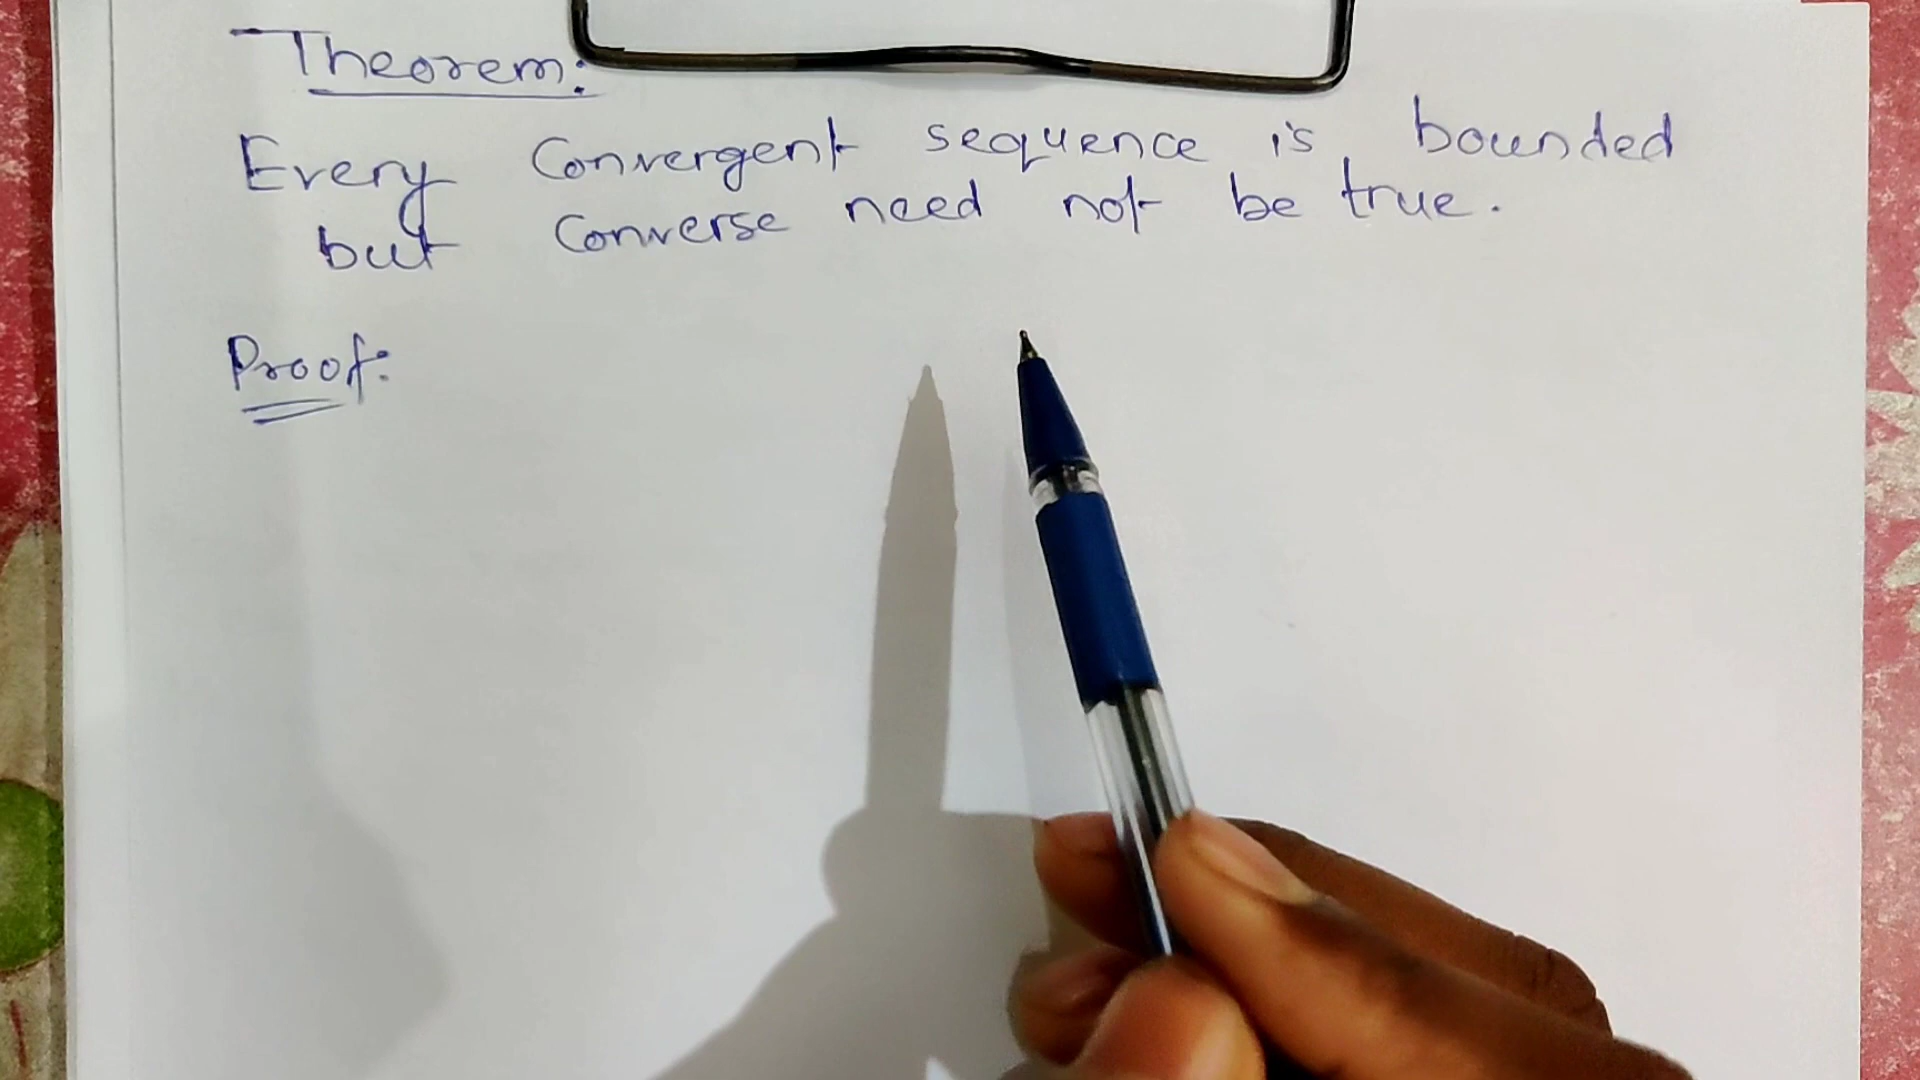 Theorem:
Every Convergent sequence is bounded
but Converse need not be true.
Proof: